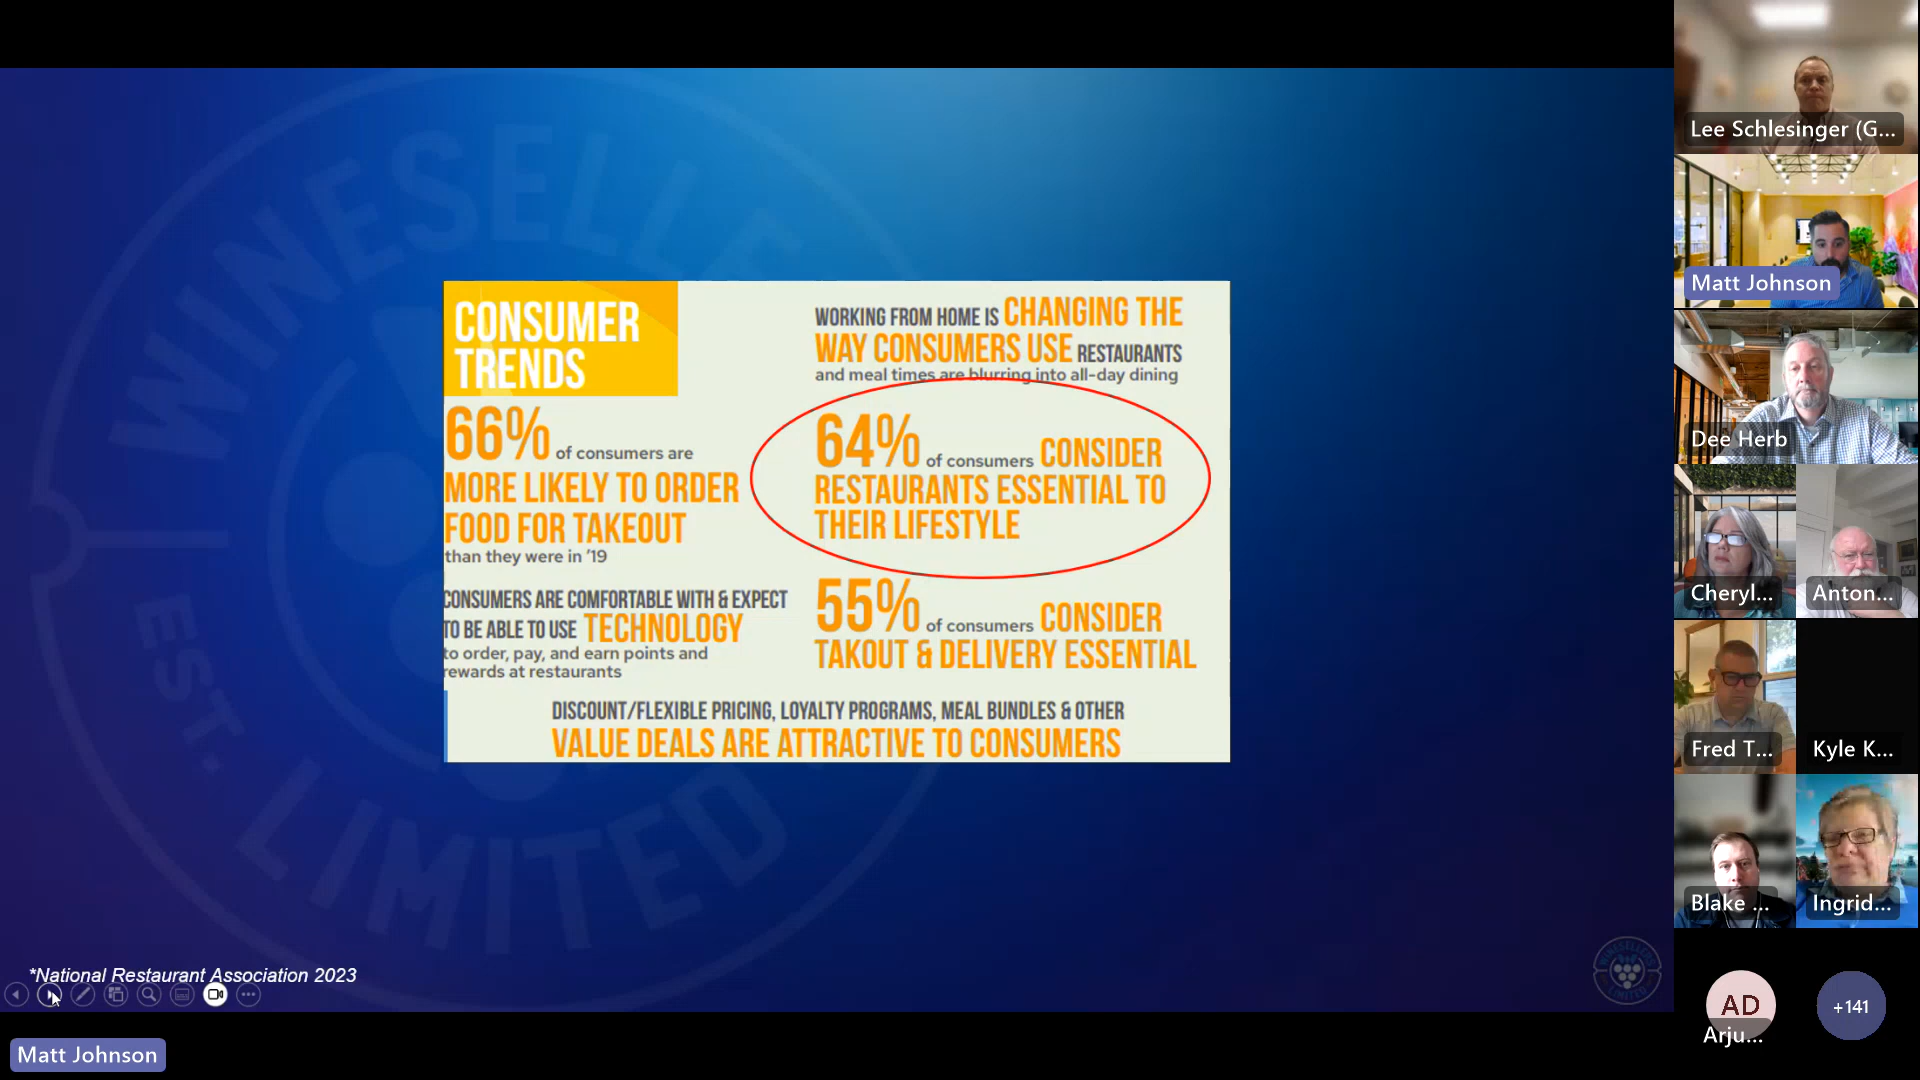 WINESELLE
EST.
LIMITED
CONSUMER
TRENDS
66% of consumers are
MORE LIKELY TO ORDER
FOOD FOR TAKEOUT
than they were in '19
CONSUMERS ARE COMFORTABLE WITH & EXPECT
TO BE ABLE TO USE TECHNOLOGY
to order, pay, and earn points and
rewards at restaurants
WORKING FROM HOME IS CHANGING THE
WAY CONSUMERS USE RESTAURANTS
and meal times are blurring into all-day dining
64% of consumers CONSIDER
RESTAURANTS ESSENTIAL TO
THEIR LIFESTYLE
55% of consumers CONSIDER
TAKOUT & DELIVERY ESSENTIAL
DISCOUNT/FLEXIBLE PRICING, LOYALTY PROGRAMS, MEAL BUNDLES & OTHER
VALUE DEALS ARE ATTRACTIVE TO CONSUMERS
*National Restaurant Association 2023
WINESELLERS
LIMITED
Matt Johnson
Lee Schlesinger (G...
Matt Johnson
Dee Herb
Cheryl...
Anton...
Fred T...
Kyle K...
Blake ...
Ingrid...
AD
Arju...
+141